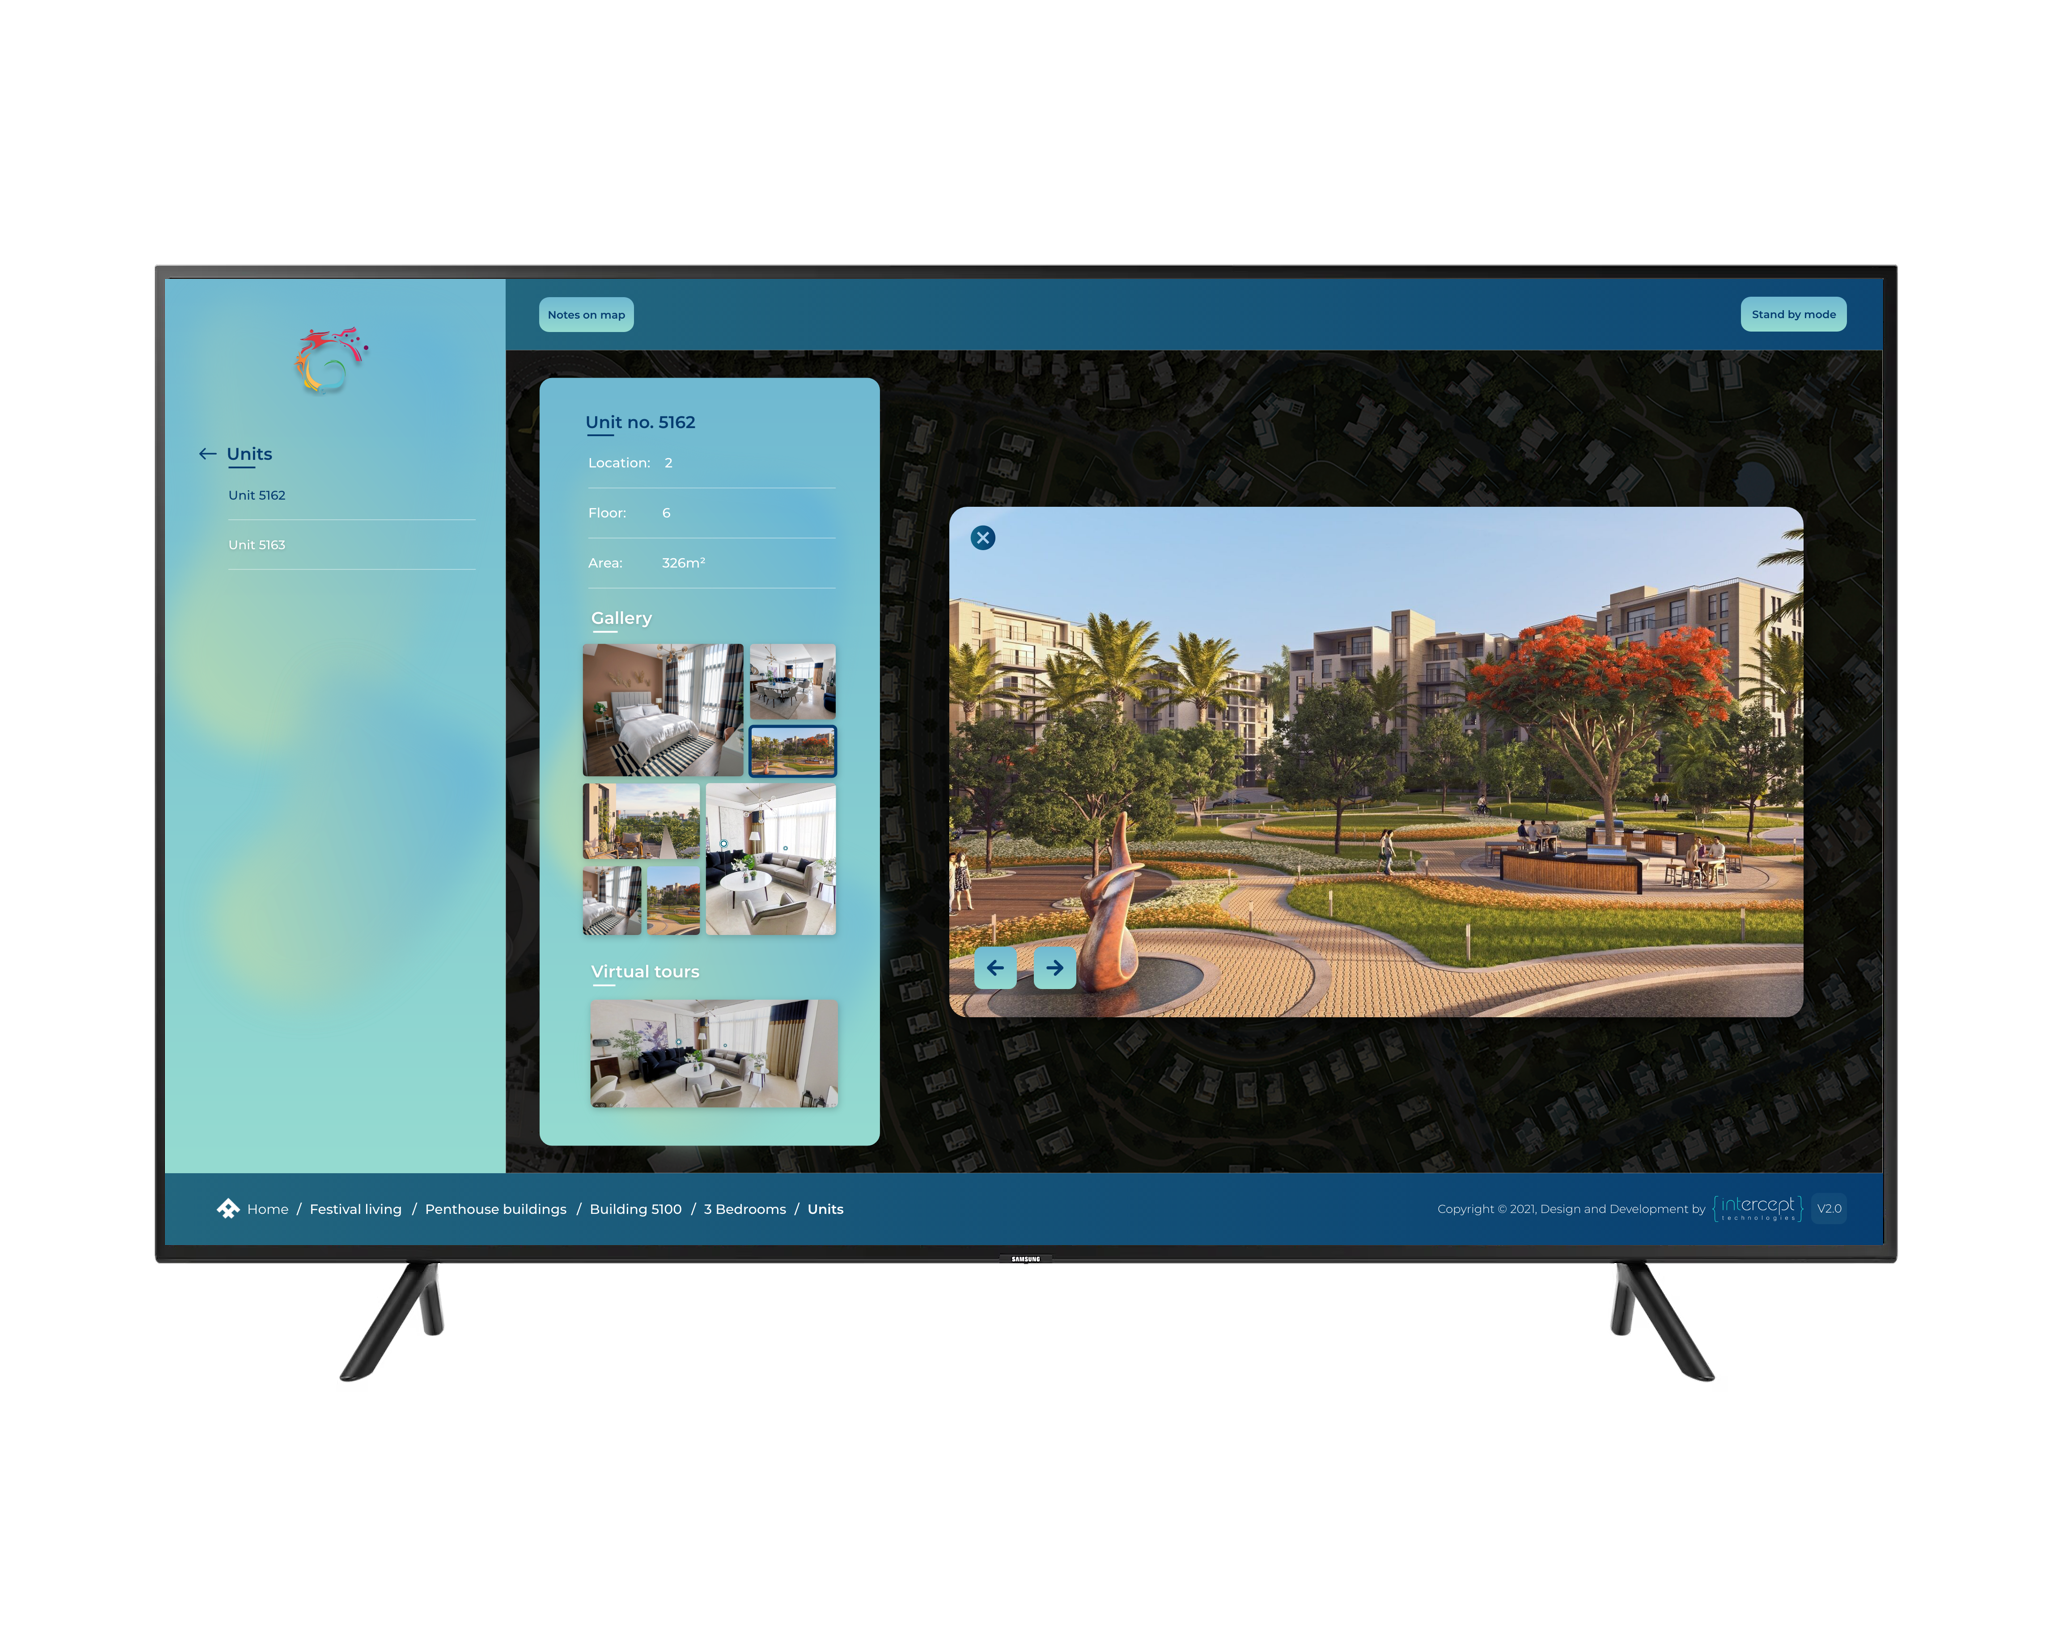 Notes on map
Stand by mode
Units
Unit 5162
Unit 5163
Unit no. 5162
Location: 2
Floor: 6
Area: 326m²
Gallery
Virtual tours
Home / Festival living / Penthouse buildings / Building 5100 / 3 Bedrooms / Units
Copyright © 2021, Design and Development by {intercept technologies} V2.0
SAMSUNG